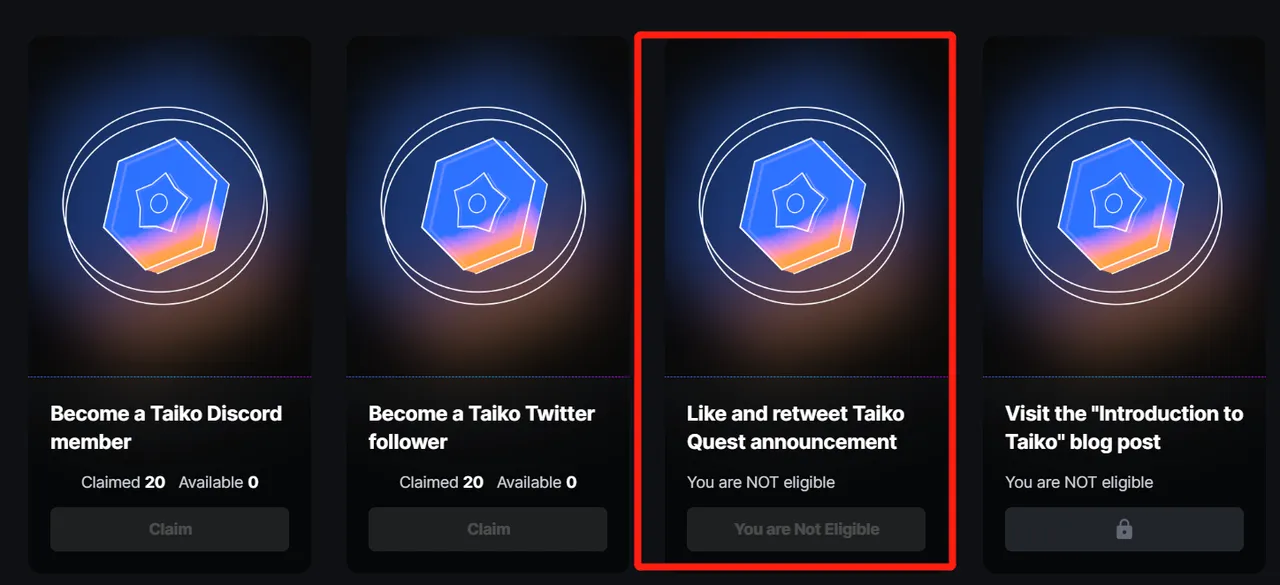 Become a Taiko Discord
member
Claimed 20 Available 0
Claim
Become a Taiko Twitter
follower
Claimed 20 Available 0
Claim
Like and retweet Taiko
Quest announcement
You are NOT eligible
You are Not Eligible
Visit the "Introduction to
Taiko" blog post
You are NOT eligible